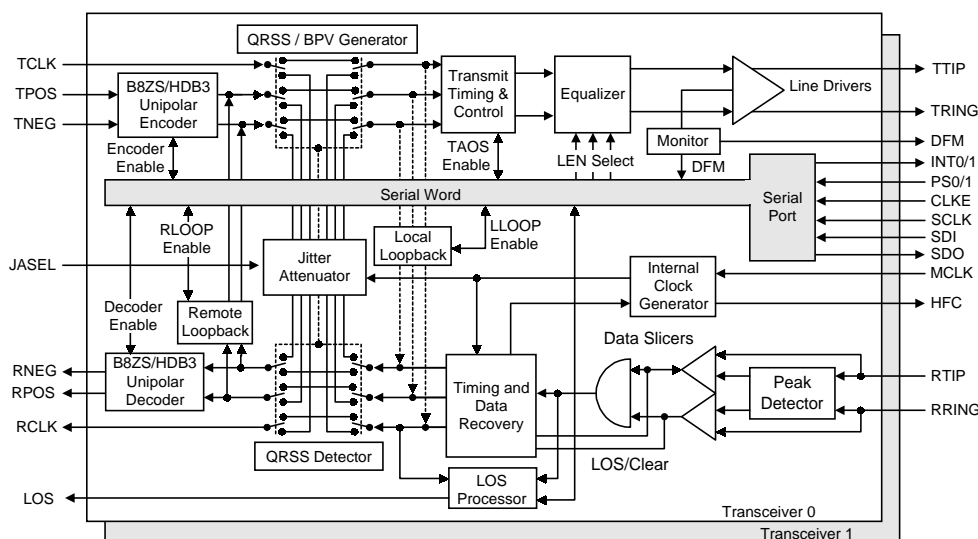 QRSS / BPV Generator
TCLK
TPOS
TNEG
B8ZS/HDB3
Unipolar
Encoder
Transmit
Timing &
Control
Equalizer
Line Drivers
TTIP
TRING
Monitor
DFM
DFM
Encoder
Enable
TAOS
Enable
LEN Select
INT0/1
PS0/1
CLKE
SCLK
SDI
SDO
Serial Word
Serial
Port
RLOOP
Enable
Local
Loopback
LLOOP
Enable
JASEL
Jitter
Attenuator
Internal
Clock
Generator
MCLK
HFC
Decoder
Enable
Remote
Loopback
Data Slicers
RNEG
RPOS
RCLK
B8ZS/HDB3
Unipolar
Decoder
Timing and
Data
Recovery
Peak
Detector
RTIP
RRING
QRSS Detector
LOS/Clear
LOS
LOS
Processor
Transceiver 0
Transceiver 1